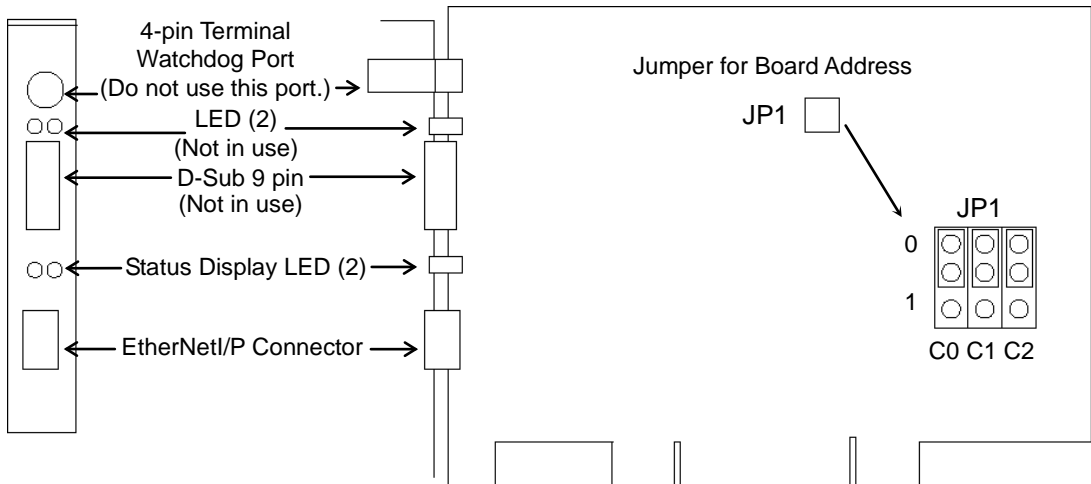 4-pin Terminal
Watchdog Port
(Do not use this port.)
LED (2)
(Not in use)
D-Sub 9 pin
(Not in use)
Status Display LED (2)
EtherNetI/P Connector
Jumper for Board Address
JP1
JP1
0
1
C0 C1 C2